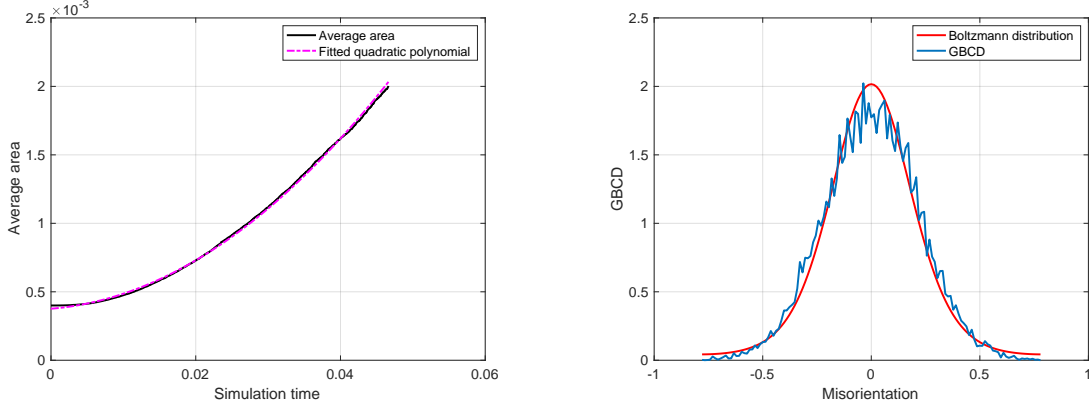 ×10⁻³
2.5
2
1.5
1
0.5
0
0
0.02
0.04
0.06
Average area
Simulation time
Average area
Fitted quadratic polynomial
2.5
2
1.5
1
0.5
0
-1
-0.5
0
0.5
1
GBCD
Misorientation
Boltzmann distribution
GBCD